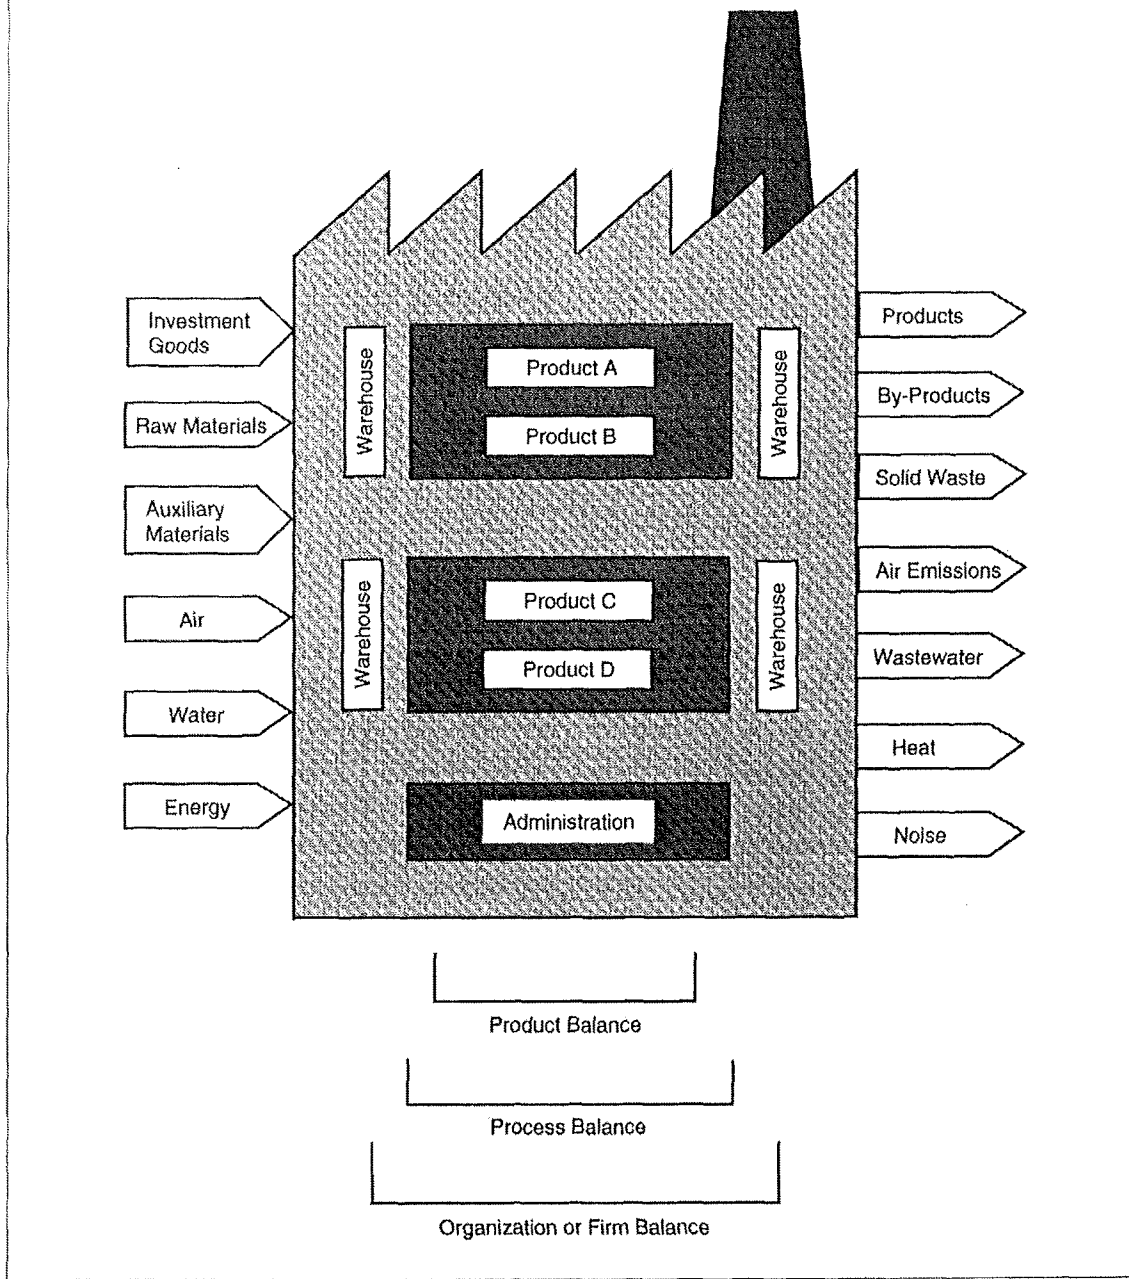 Investment
Goods
Raw Materials
Auxiliary
Materials
Air
Water
Energy
Warehouse
Product A
Product B
Warehouse
Warehouse
Product C
Product D
Warehouse
Administration
Products
By-Products
Solid Waste
Air Emissions
Wastewater
Heat
Noise
Product Balance
Process Balance
Organization or Firm Balance